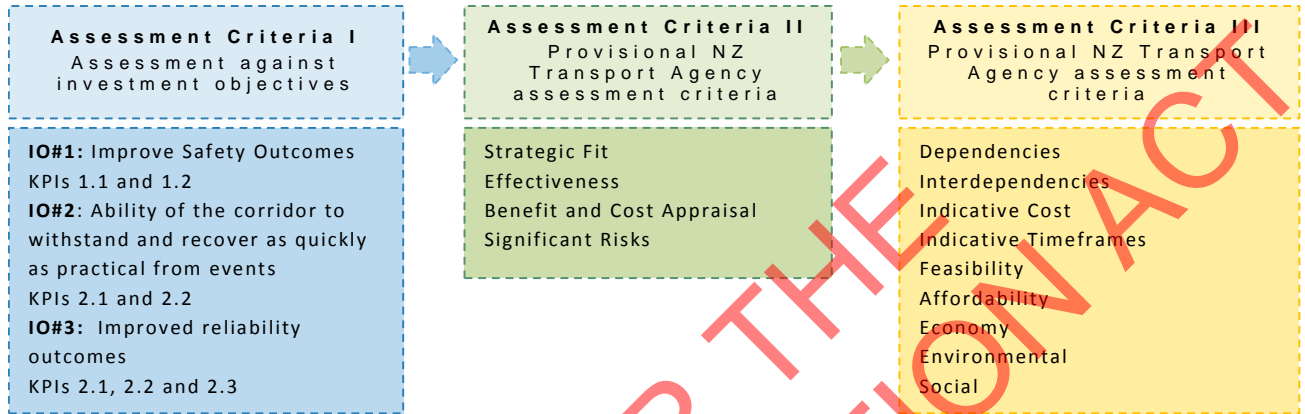 Assessment Criteria I
Assessment against
investment objectives
IO#1: Improve Safety Outcomes
KPIs 1.1 and 1.2
IO#2: Ability of the corridor to
withstand and recover as quickly
as practical from events
KPIs 2.1 and 2.2
IO#3: Improved reliability
outcomes
KPIs 2.1, 2.2 and 2.3
Assessment Criteria II
Provisional NZ
Transport Agency
assessment criteria
Strategic Fit
Effectiveness
Benefit and Cost Appraisal
Significant Risks
Assessment Criteria III
Provisional NZ Transport
Agency assessment
criteria
Dependencies
Interdependencies
Indicative Cost
Indicative Timeframes
Feasibility
Affordability
Economy
Environmental
Social
THE
ACT